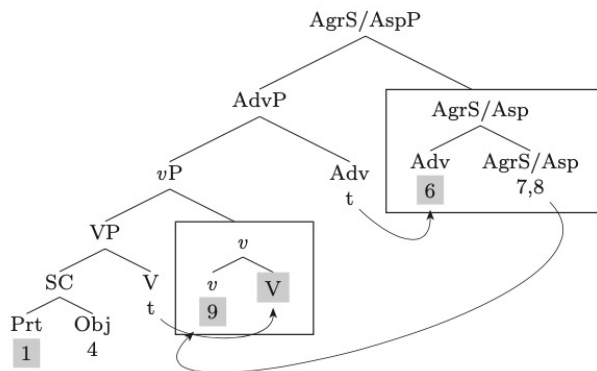 AgrS/AspP
AdvP
AgrS/Asp
vP
Adv
t
Adv
6
AgrS/Asp
7,8
VP
v
SC
V
t
v
9
V
Prt
1
Obj
4